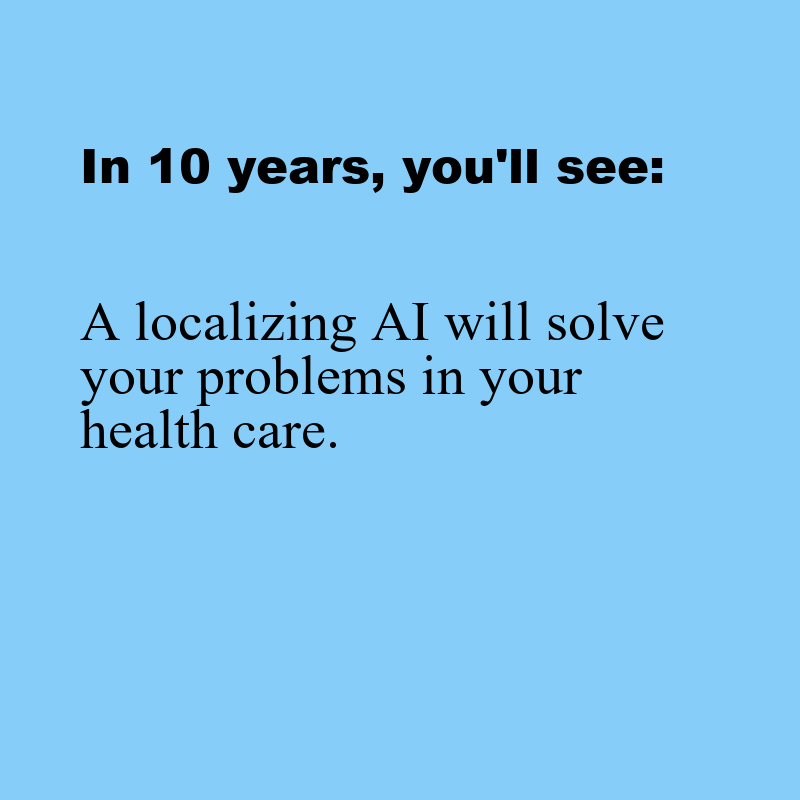 In 10 years, you'll see:
A localizing AI will solve
your problems in your
health care.